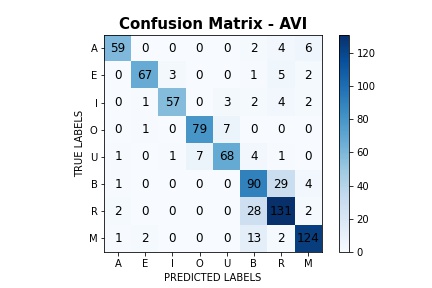 Confusion Matrix - AVI
A 59 0 0 0 0 2 4 6
E 0 67 3 0 0 1 5 2
I 0 1 57 0 3 2 4 2
O 0 1 0 79 7 0 0 0
U 1 0 1 7 68 4 1 0
B 1 0 0 0 0 90 29 4
R 2 0 0 0 0 28 131 2
M 1 2 0 0 0 13 2 124
A E I O U B R M
PREDICTED LABELS
TRUE LABELS
120
100
80
60
40
20
0